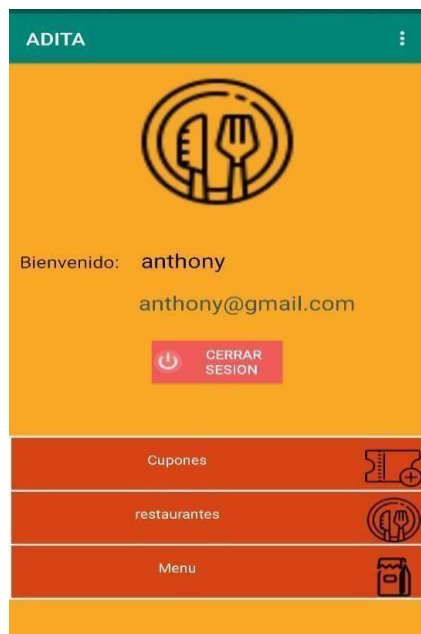 ADITA
Bienvenido: anthony
anthony@gmail.com
CERRAR
SESION
Cupones
restaurantes
Menu